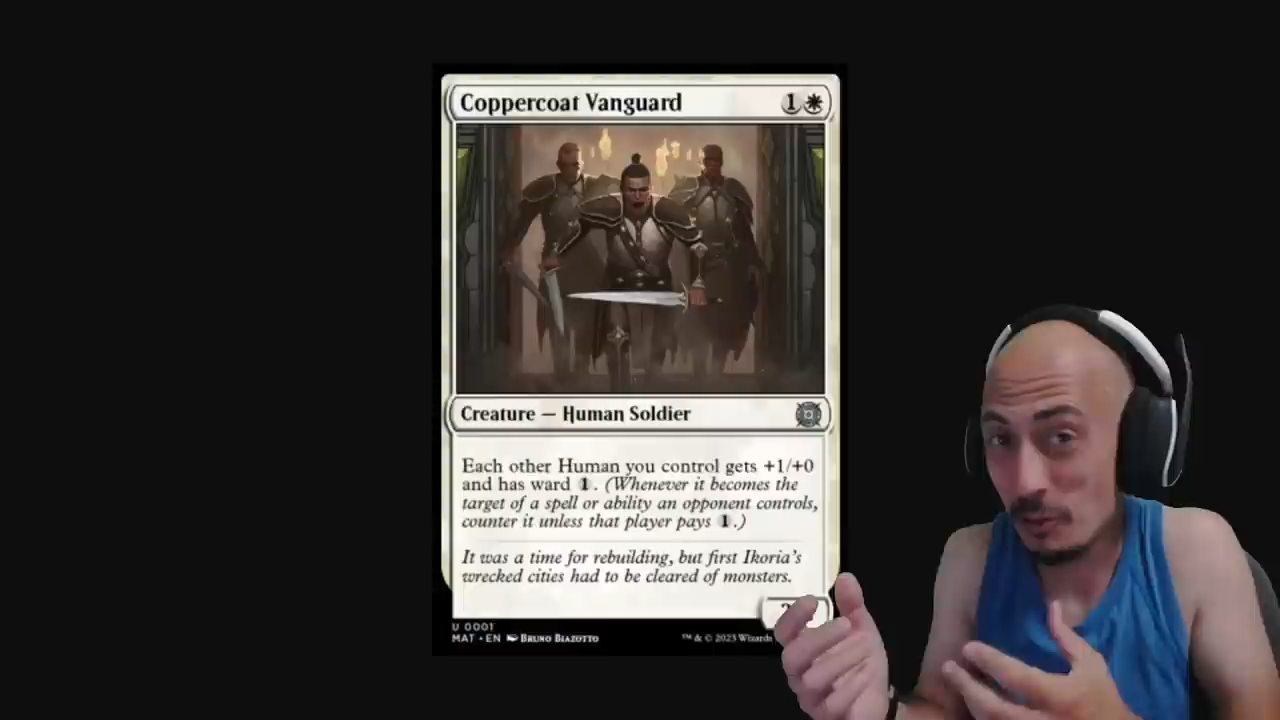 Coppercoat Vanguard 1
Creature — Human Soldier
Each other Human you control gets +1/+0
and has ward 1. (Whenever it becomes the
target of a spell or ability an opponent controls,
counter it unless that player pays 1.)
It was a time for rebuilding, but first Ikoria's
wrecked cities had to be cleared of monsters.
U 0001
MAT • EN Bruno Biazotto
™ & © 2023 Wizards